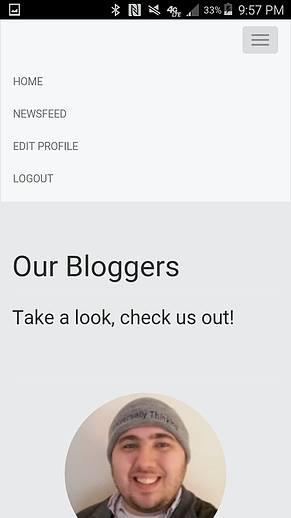 4G LTE 33% 9:57 PM
HOME
NEWSFEED
EDIT PROFILE
LOGOUT
Our Bloggers
Take a look, check us out!